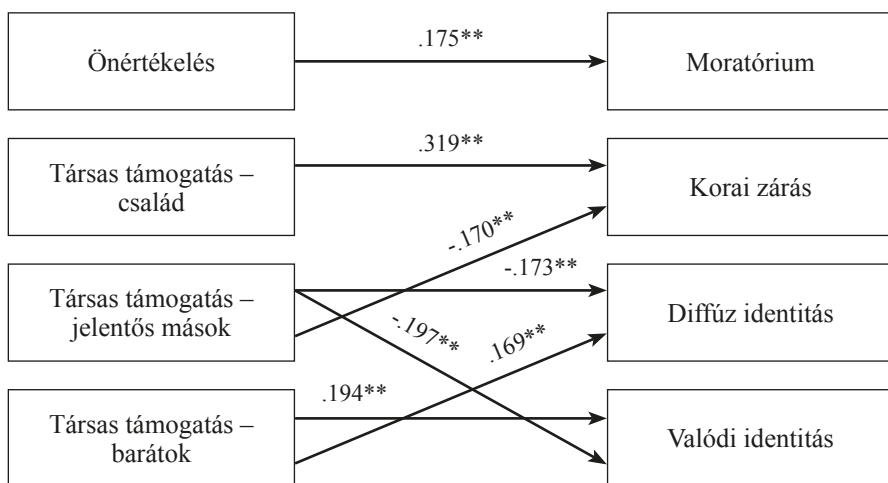 Önértékelés
.175**
Moratórium
Társas támogatás –
család
.319**
Korai zárás
-.170**
Társas támogatás –
jelentős mások
-.173**
Diffúz identitás
-.197**
.169**
Társas támogatás –
barátok
.194**
Valódi identitás